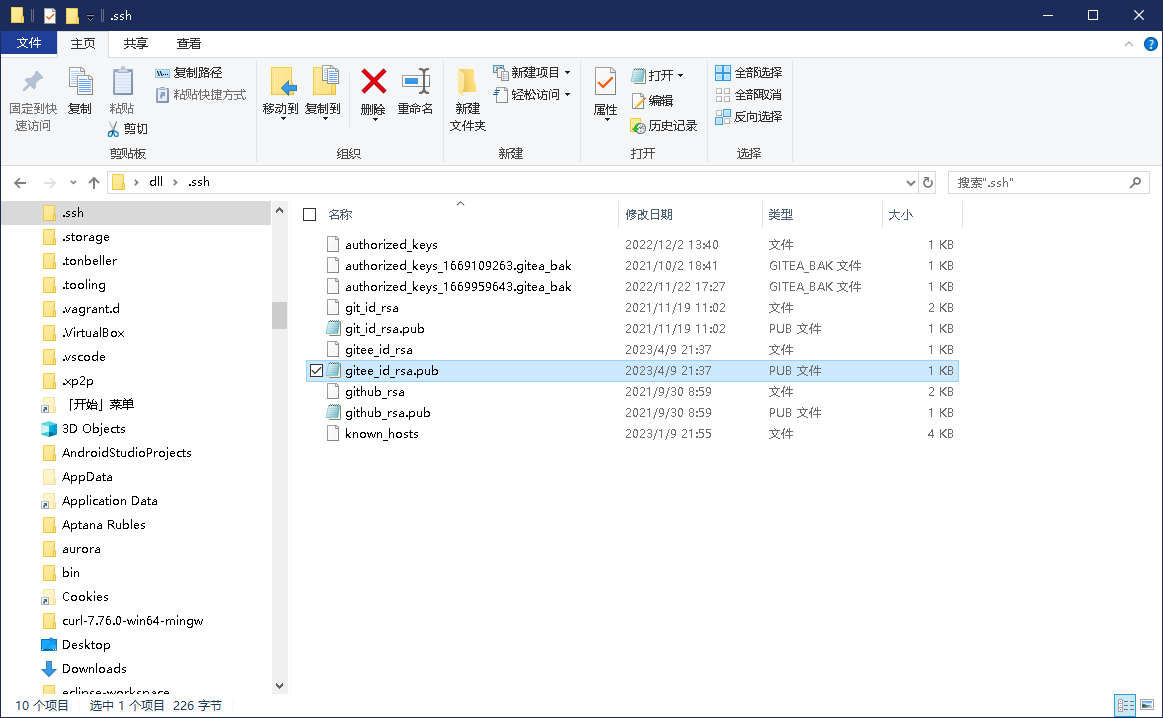 .ssh
文件 主页 共享 查看
固定到快速访问
复制
粘贴
复制路径
粘贴快捷方式
剪切
剪贴板
移动到
复制到
删除
重命名
组织
新建
文件夹
新建项目
轻松访问
新建
属性
打开
编辑
历史记录
打开
全部选择
全部取消
反向选择
选择
dll .ssh
搜索".ssh"
.ssh
.storage
.tonbeller
.tooling
.vagrant.d
.VirtualBox
.vscode
.xp2p
「开始」菜单
3D Objects
AndroidStudioProjects
AppData
Application Data
Aptana Rubles
aurora
bin
Cookies
curl-7.76.0-win64-mingw
Desktop
Downloads
eclipse-workspace
名称 修改日期 类型 大小
authorized_keys 2022/12/2 13:40 文件 1 KB
authorized_keys_1669109263.gitea_bak 2021/10/2 18:41 GITEA_BAK 文件 1 KB
authorized_keys_1669959643.gitea_bak 2022/11/22 17:27 GITEA_BAK 文件 1 KB
git_id_rsa 2021/11/19 11:02 文件 2 KB
git_id_rsa.pub 2021/11/19 11:02 PUB 文件 1 KB
gitee_id_rsa 2023/4/9 21:37 文件 1 KB
gitee_id_rsa.pub 2023/4/9 21:37 PUB 文件 1 KB
github_rsa 2021/9/30 8:59 文件 2 KB
github_rsa.pub 2021/9/30 8:59 PUB 文件 1 KB
known_hosts 2023/1/9 21:55 文件 4 KB
10 个项目 选中 1 个项目 226 字节